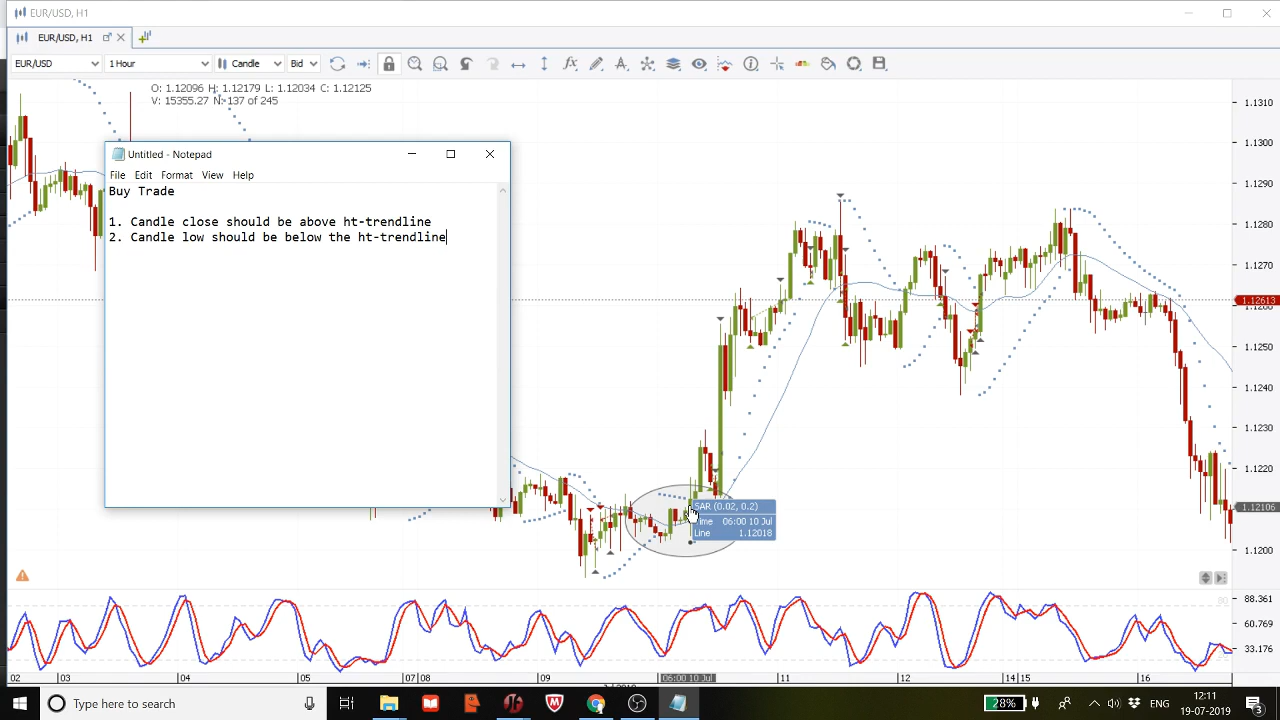 EUR/USD, H1
EUR/USD, H1
EUR/USD 1 Hour Candle Bid
O: 1.12096 H: 1.12179 L: 1.12034 C: 1.12125
V: 15355.27 N: 137 of 245
Untitled - Notepad
File Edit Format View Help
Buy Trade
1. Candle close should be above ht-trendline
2. Candle low should be below the ht-trendline
1.1310
1.1300
1.1290
1.1280
1.1270
1.12613
1.1250
1.1240
1.1230
1.1220
1.12106
1.1200
SAR (0.02, 0.2)
Time 06:00 10 Jul
Line 1.12018
80
88.361
60.769
33.176
02 03 04 05 07 08 09 06:00 10 Jul 11 12 14 15 16
Type here to search
28%
ENG
12:11
19-07-2019
3